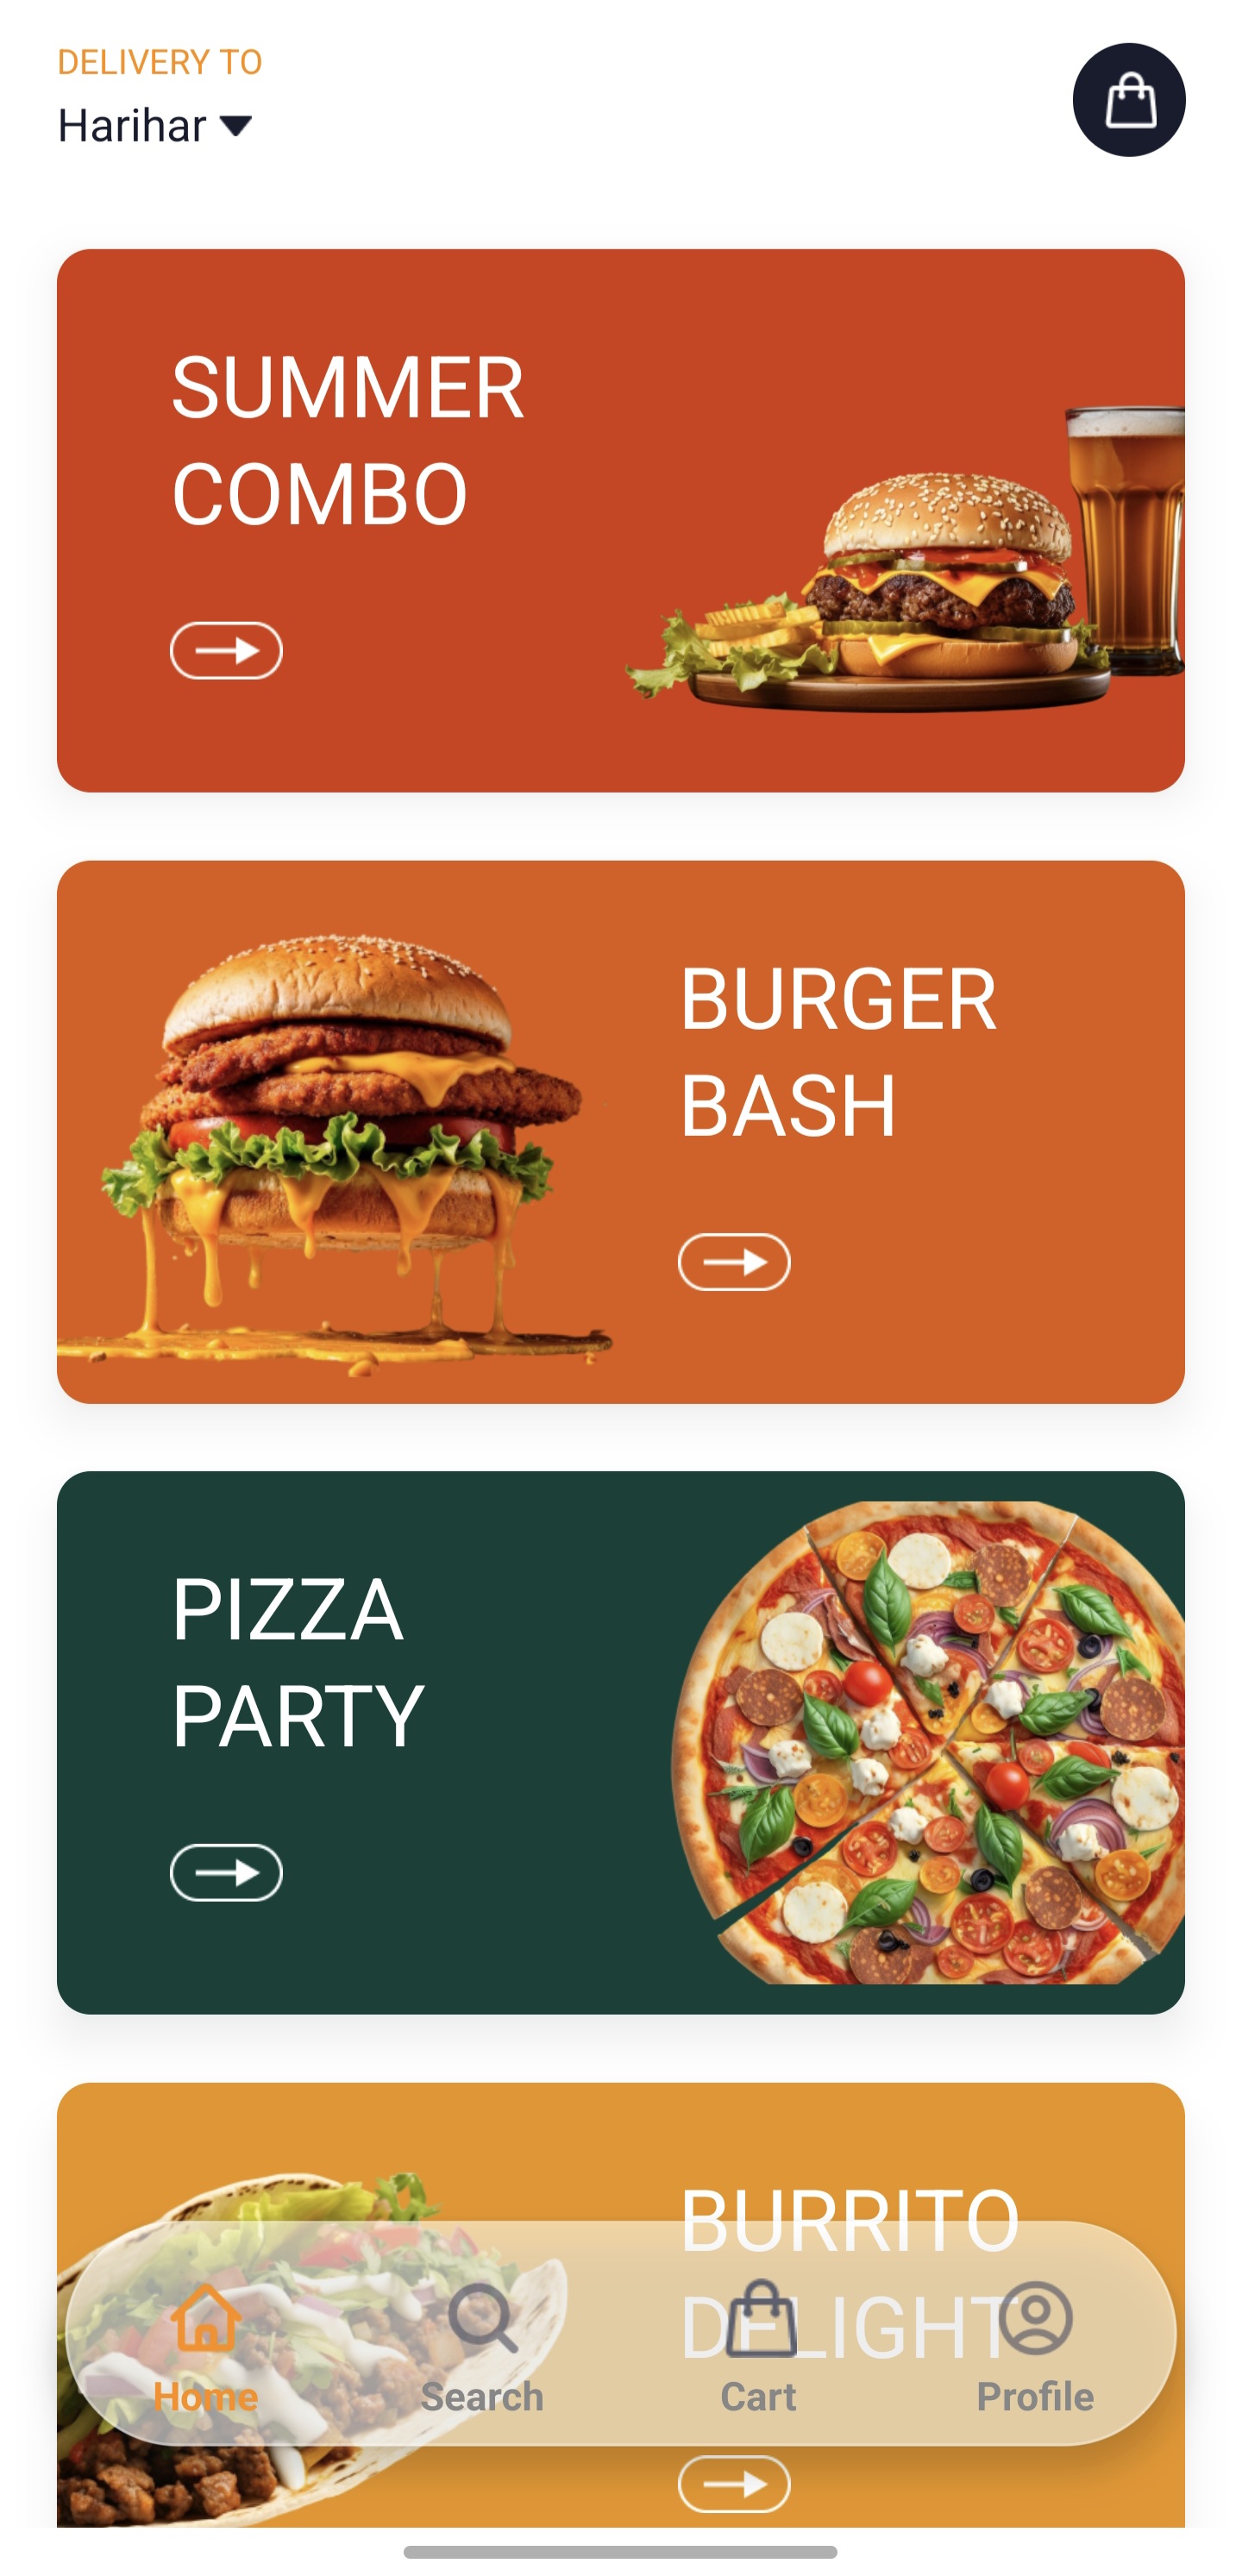 DELIVERY TO
Harihar
SUMMER
COMBO
BURGER
BASH
PIZZA
PARTY
BURRITO
DELIGHT
Home
Search
Cart
Profile